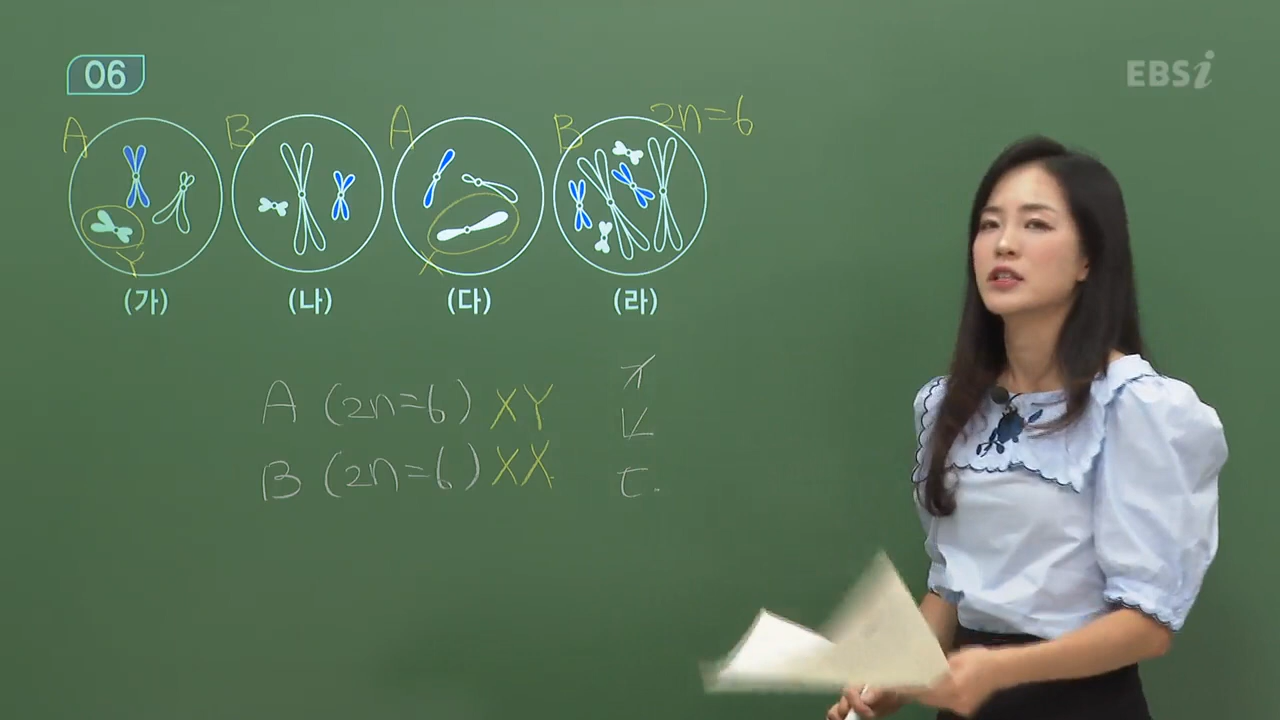 06
EBSi
A
B
A
B
2n=6
Y
X
(가)
(나)
(다)
(라)
A (2n=6) XY
B (2n=6) XX
ㄱ
ㄴ
ㄷ.